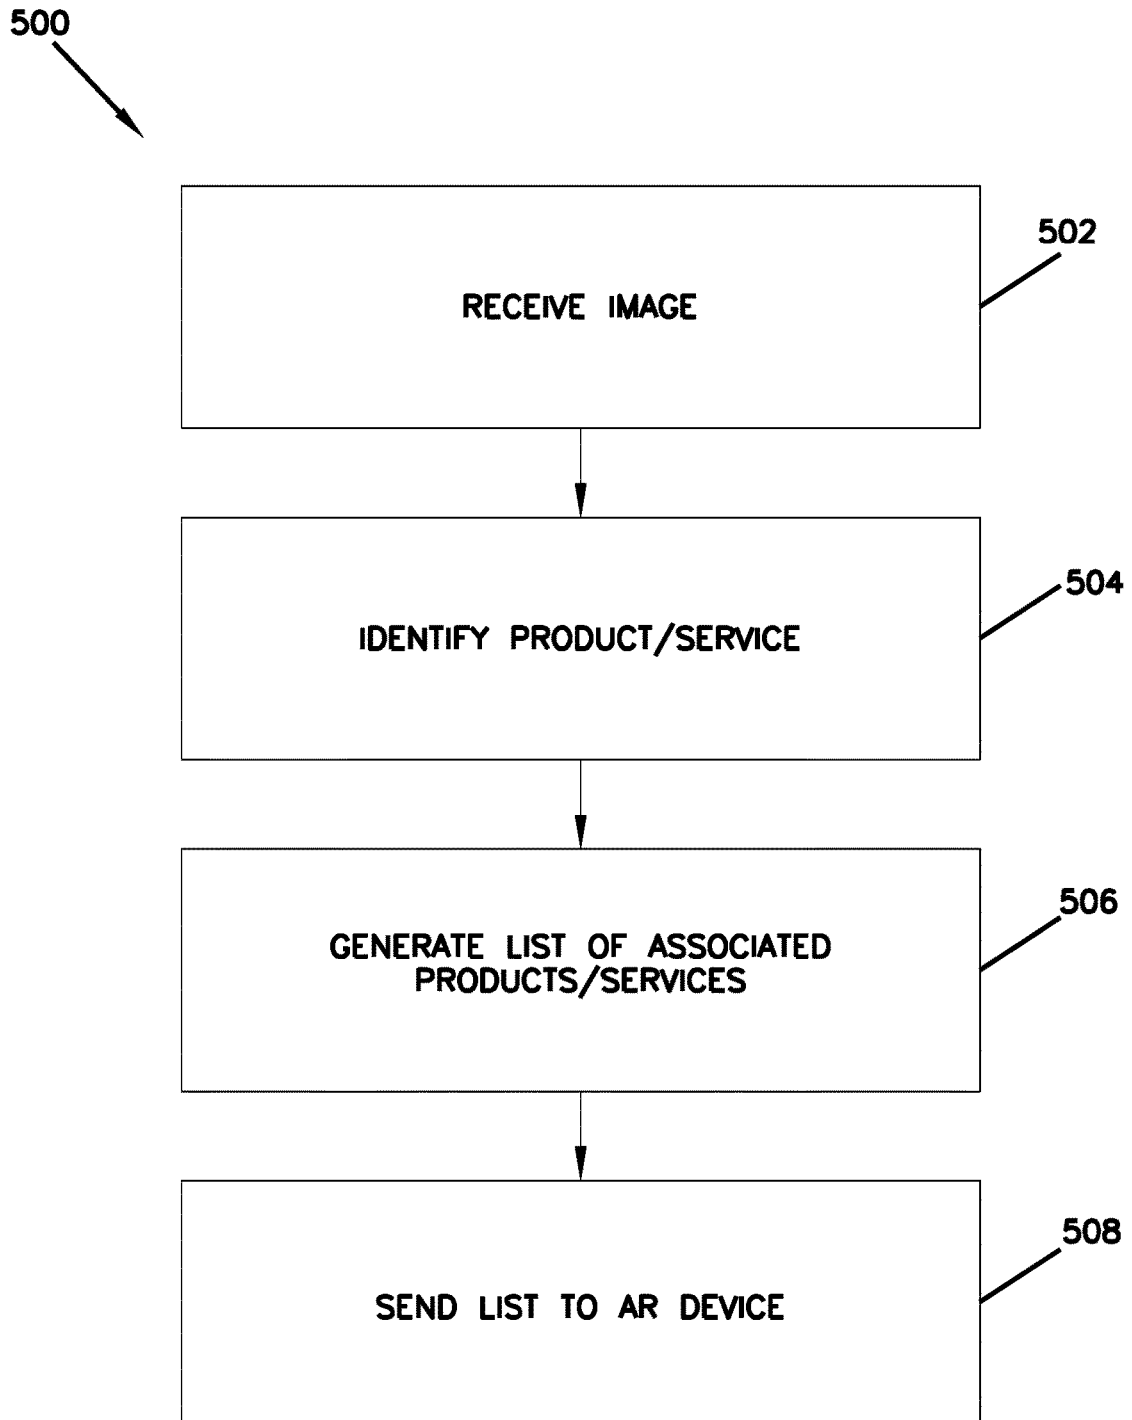 500
502
RECEIVE IMAGE
504
IDENTIFY PRODUCT/SERVICE
506
GENERATE LIST OF ASSOCIATED
PRODUCTS/SERVICES
508
SEND LIST TO AR DEVICE